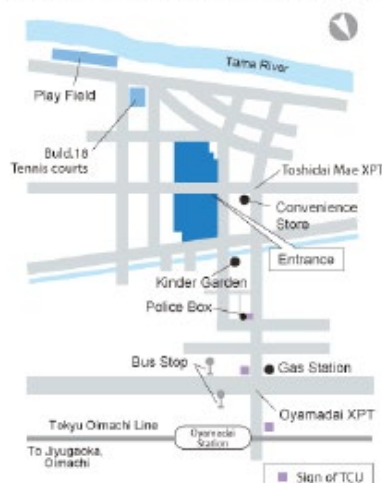 Tama River
Play Field
Build.18
Tennis courts
Toshidai Mae XPT
Convenience
Store
Entrance
Kinder Garden
Police Box
Bus Stop
Gas Station
Oyamadai XPT
Tokyu Oimachi Line
Oyamadai
Station
To Jiyugaoka,
Oimachi
Sign of TCU